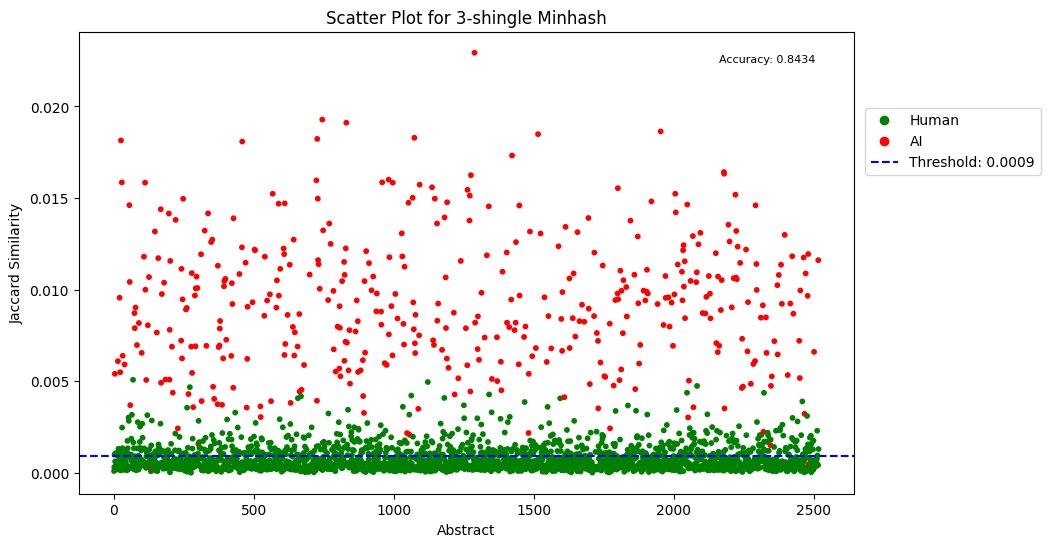 Scatter Plot for 3-shingle Minhash
Accuracy: 0.8434
Human
AI
Threshold: 0.0009
Jaccard Similarity
0.020
0.015
0.010
0.005
0.000
0
500
1000
1500
2000
2500
Abstract